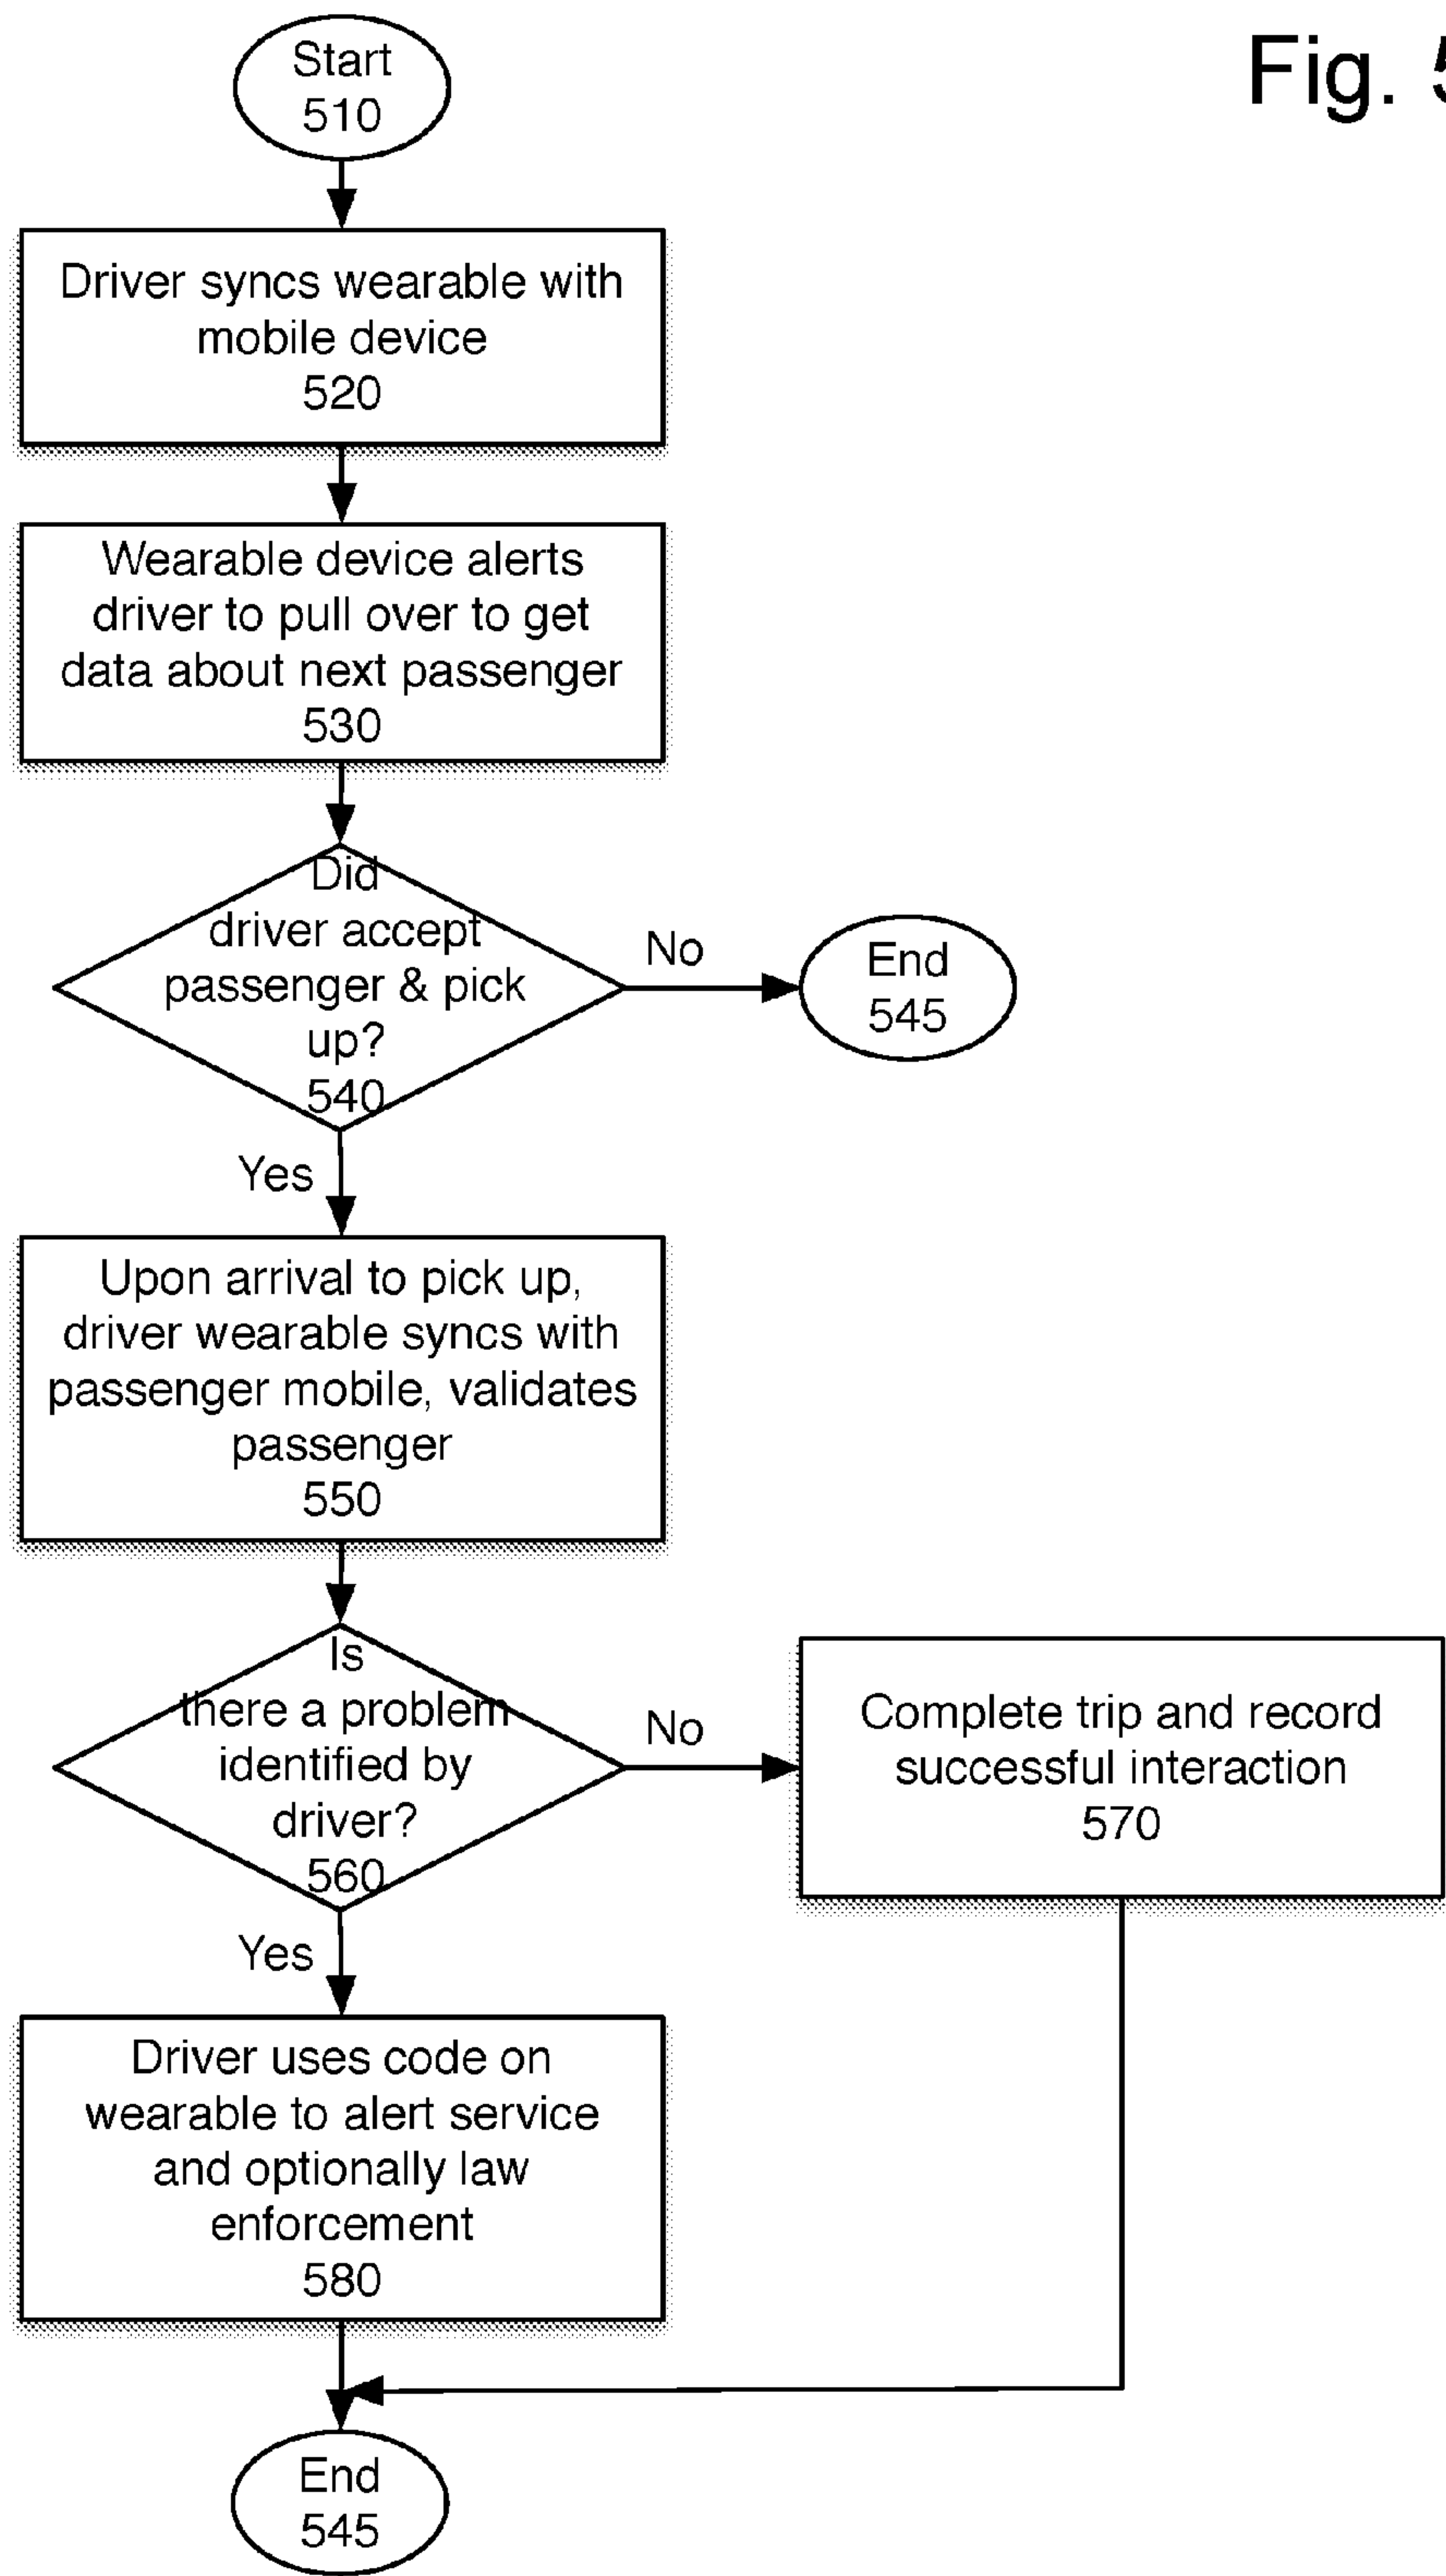 Fig. 5
Start
510
Driver syncs wearable with
mobile device
520
Wearable device alerts
driver to pull over to get
data about next passenger
530
Did
driver accept
passenger & pick
up?
540
No
End
545
Yes
Upon arrival to pick up,
driver wearable syncs with
passenger mobile, validates
passenger
550
Is
there a problem
identified by
driver?
560
No
Complete trip and record
successful interaction
570
Yes
Driver uses code on
wearable to alert service
and optionally law
enforcement
580
End
545